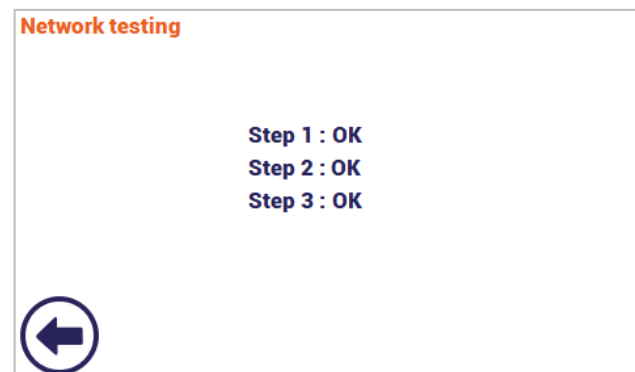 Network testing
Step 1 : OK
Step 2 : OK
Step 3 : OK